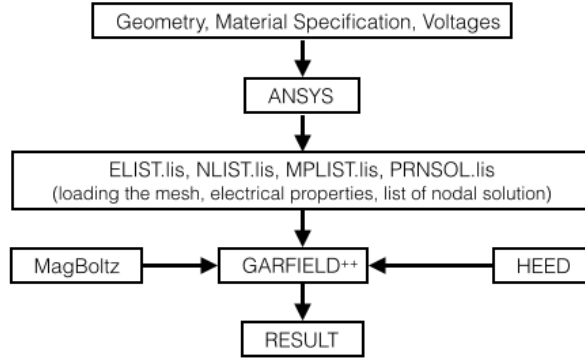 Geometry, Material Specification, Voltages
ANSYS
ELIST.lis, NLIST.lis, MPLIST.lis, PRNSOL.lis
(loading the mesh, electrical properties, list of nodal solution)
MagBoltz
GARFIELD++
HEED
RESULT